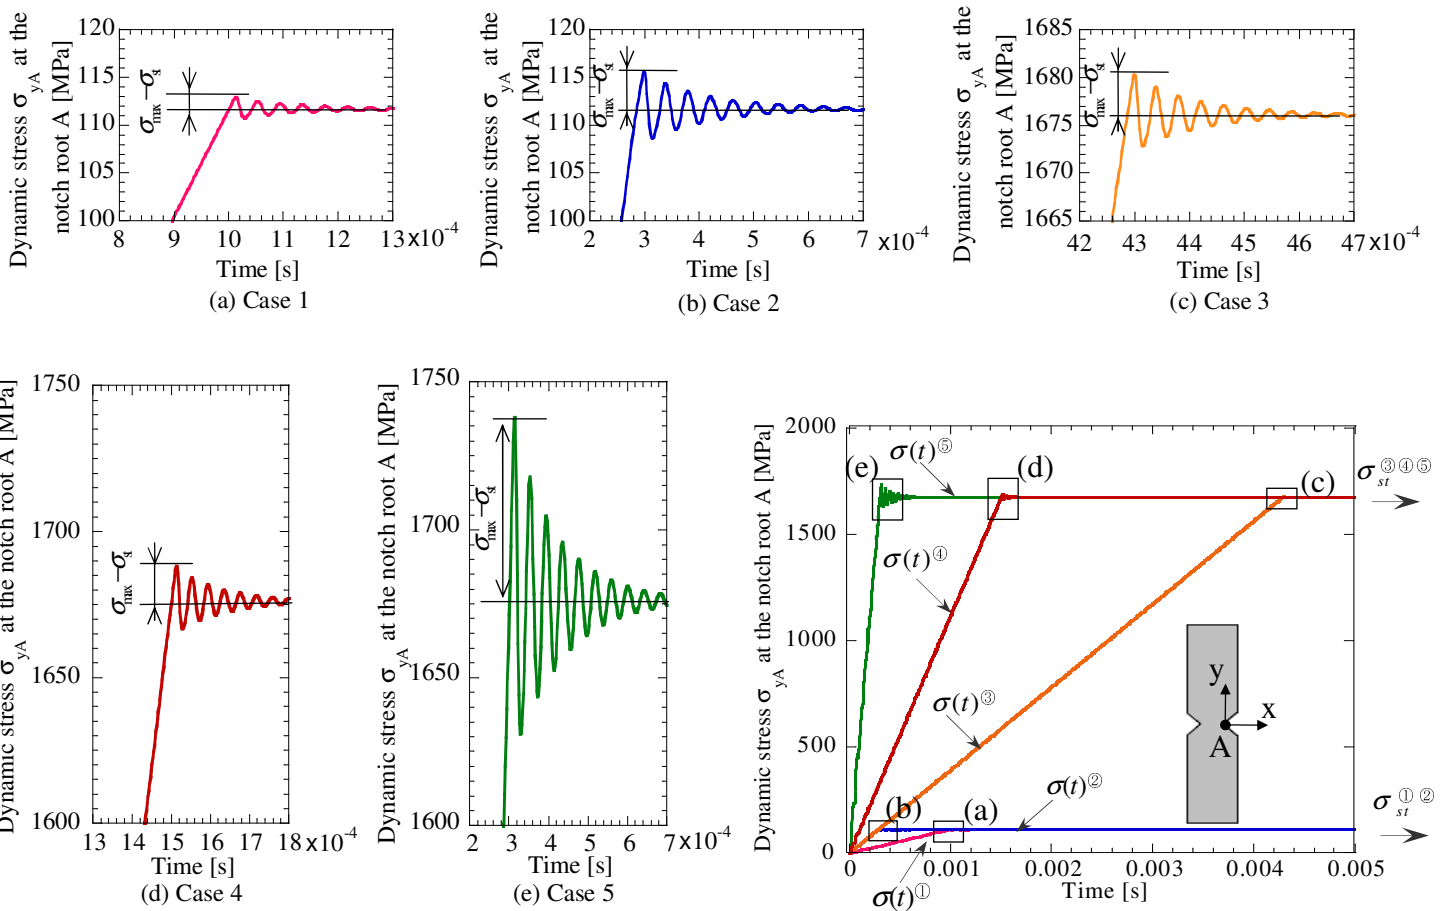 Dynamic stress σyA at the notch root A [MPa]
120
115
110
105
100
σmax−σst
8 9 10 11 12 13x10-4
Time [s]
(a) Case 1
Dynamic stress σyA at the notch root A [MPa]
120
115
110
105
100
σmax−σst
2 3 4 5 6 7 x10-4
Time [s]
(b) Case 2
Dynamic stress σyA at the notch root A [MPa]
1685
1680
1675
1670
1665
σmax−σst
42 43 44 45 46 47x10-4
Time [s]
(c) Case 3
Dynamic stress σyA at the notch root A [MPa]
1750
1700
1650
1600
σmax−σst
13 15 17 18 x10-4
Time [s]
(d) Case 4
Dynamic stress σyA at the notch root A [MPa]
1750
1700
1650
1600
σmax−σst
2 3 4 5 6 7 x10-4
Time [s]
(e) Case 5
Dynamic stress σyA at the notch root A [MPa]
2000
1500
1000
500
0
(e) σ(t)⑤ (d) (c) σst③④⑤
σ(t)④
σ(t)③
y
x
A
(b) (a) σ(t)② σst①②
σ(t)①
0 0.001 0.002 0.003 0.004 0.005
Time [s]